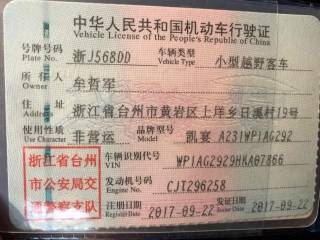 中华人民共和国机动车行驶证
Vehicle License of the People's Republic of China
号牌号码 浙J568DD 车辆类型 小型越野客车
Plate No. Vehicle Type
所有人 牟哲军
Owner
住址 浙江省台州市黄岩区上垟乡日溪村19号
Address
使用性质 非营运 品牌型号 凯宴 A231WP1AG292
Use Character Model
浙江省台州 车辆识别代号 WP1AG2929HKA07866
VIN
市公安局交 发动机号码 CJT296258
Engine No.
通警察支队 注册日期 2017-09-22 发证日期 2017-09-22
Register Date Issue Date